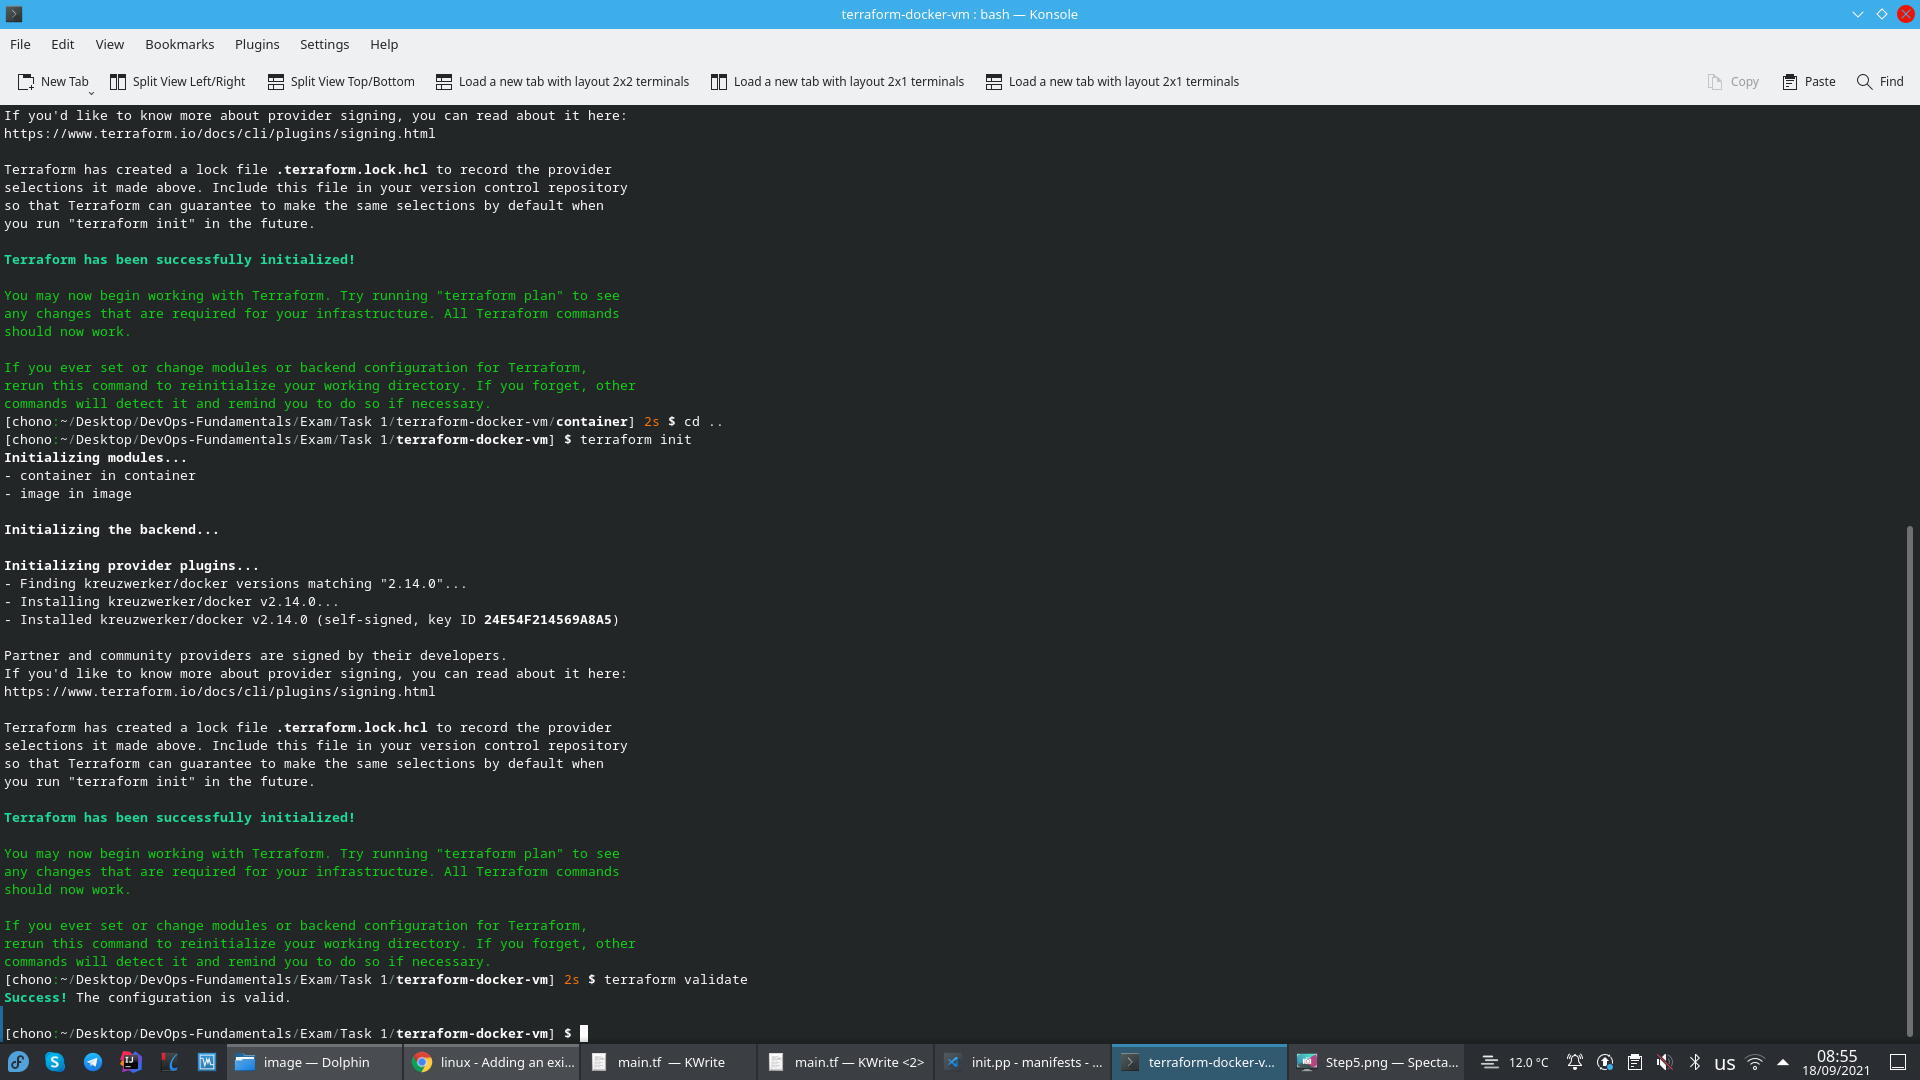 terraform-docker-vm : bash — Konsole
File Edit View Bookmarks Plugins Settings Help
New Tab Split View Left/Right Split View Top/Bottom Load a new tab with layout 2x2 terminals Load a new tab with layout 2x1 terminals Load a new tab with layout 2x1 terminals Copy Paste Find
If you'd like to know more about provider signing, you can read about it here:
https://www.terraform.io/docs/cli/plugins/signing.html
Terraform has created a lock file .terraform.lock.hcl to record the provider
selections it made above. Include this file in your version control repository
so that Terraform can guarantee to make the same selections by default when
you run "terraform init" in the future.
Terraform has been successfully initialized!
You may now begin working with Terraform. Try running "terraform plan" to see
any changes that are required for your infrastructure. All Terraform commands
should now work.
If you ever set or change modules or backend configuration for Terraform,
rerun this command to reinitialize your working directory. If you forget, other
commands will detect it and remind you to do so if necessary.
[chono:~/Desktop/DevOps-Fundamentals/Exam/Task 1/terraform-docker-vm/container] 2s $ cd ..
[chono:~/Desktop/DevOps-Fundamentals/Exam/Task 1/terraform-docker-vm] $ terraform init
Initializing modules...
- container in container
- image in image
Initializing the backend...
Initializing provider plugins...
- Finding kreuzwerker/docker versions matching "2.14.0"...
- Installing kreuzwerker/docker v2.14.0...
- Installed kreuzwerker/docker v2.14.0 (self-signed, key ID 24E54F214569A8A5)
Partner and community providers are signed by their developers.
If you'd like to know more about provider signing, you can read about it here:
https://www.terraform.io/docs/cli/plugins/signing.html
Terraform has created a lock file .terraform.lock.hcl to record the provider
selections it made above. Include this file in your version control repository
so that Terraform can guarantee to make the same selections by default when
you run "terraform init" in the future.
Terraform has been successfully initialized!
You may now begin working with Terraform. Try running "terraform plan" to see
any changes that are required for your infrastructure. All Terraform commands
should now work.
If you ever set or change modules or backend configuration for Terraform,
rerun this command to reinitialize your working directory. If you forget, other
commands will detect it and remind you to do so if necessary.
[chono:~/Desktop/DevOps-Fundamentals/Exam/Task 1/terraform-docker-vm] 2s $ terraform validate
Success! The configuration is valid.
[chono:~/Desktop/DevOps-Fundamentals/Exam/Task 1/terraform-docker-vm] $
image — Dolphin linux - Adding an exi... main.tf — KWrite main.tf — KWrite <2> init.pp - manifests - ... terraform-docker-v... Step5.png — Specta... 12.0 °C us 08:55
18/09/2021